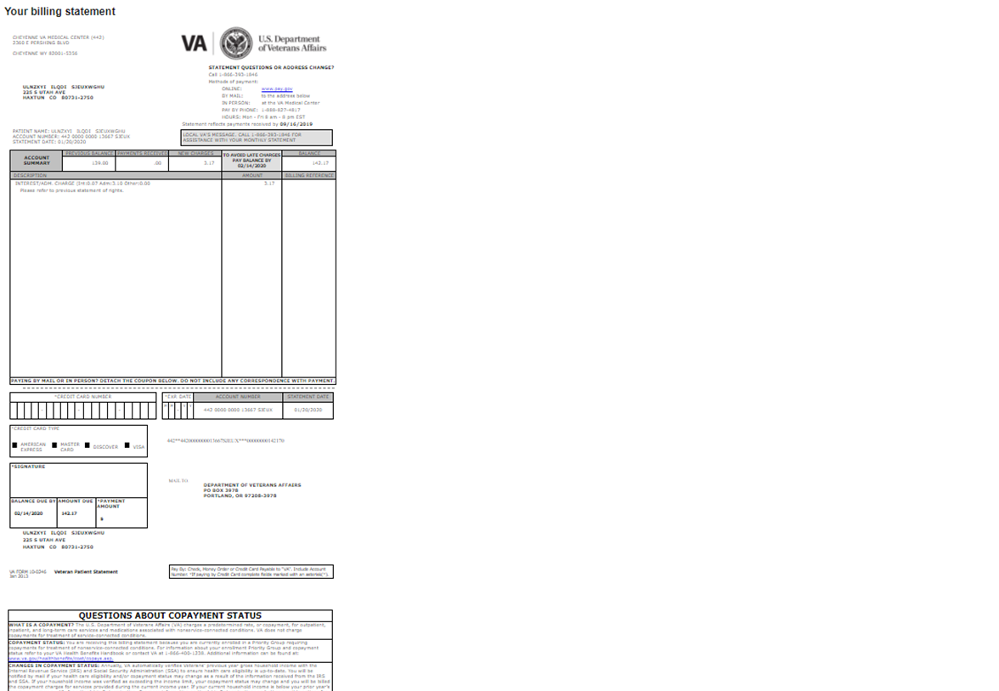 Your billing statement
CHEYENNE VA MEDICAL CENTER (442)
2360 E PERSHING BLVD
CHEYENNE WY 82001-5356
VA
U.S. Department
of Veterans Affairs
STATEMENT QUESTIONS OR ADDRESS CHANGE?
Call 1-866-393-1846
Methods of payment:
ONLINE: www.pay.gov
BY MAIL: to the address below
IN PERSON: at the VA Medical Center
PAY BY PHONE: 1-888-827-4817
HOURS: Mon - Fri 8 am - 8 pm EST
Statement reflects payments received by 09/16/2019
ULNZXYI ILQDI SJEUXWGHU
225 S UTAH AVE
HAXTUN CO 80731-2750
PATIENT NAME: ULNZXYI ILQDI SJEUXWGHU
ACCOUNT NUMBER: 442 0000 0000 13667 SJEUX
STATEMENT DATE: 01/20/2020
LOCAL VA'S MESSAGE. CALL 1-866-393-1846 FOR
ASSISTANCE WITH YOUR MONTHLY STATEMENT
ACCOUNT SUMMARY
PREVIOUS BALANCE PAYMENTS RECEIVED NEW CHARGES TO AVOID LATE CHARGES PAY BALANCE BY 02/14/2020 BALANCE
139.00 .00 3.17 142.17
DESCRIPTION AMOUNT BILLING REFERENCE
INTEREST/ADM. CHARGE (Int:0.07 Adm:3.10 Other:0.00 3.17
Please refer to previous statement of rights.
PAYING BY MAIL OR IN PERSON? DETACH THE COUPON BELOW. DO NOT INCLUDE ANY CORRESPONDENCE WITH PAYMENT.
*CREDIT CARD NUMBER *EXP. DATE ACCOUNT NUMBER STATEMENT DATE
M M - Y Y 442 0000 0000 13667 SJEUX 01/20/2020
*CREDIT CARD TYPE
AMERICAN EXPRESS MASTER CARD DISCOVER VISA
*SIGNATURE
MAIL TO
DEPARTMENT OF VETERANS AFFAIRS
PO BOX 3978
PORTLAND, OR 97208-3978
BALANCE DUE BY AMOUNT DUE *PAYMENT AMOUNT
02/14/2020 142.17 $
ULNZXYI ILQDI SJEUXWGHU
225 S UTAH AVE
HAXTUN CO 80731-2750
VA FORM 10-0246 Veteran Patient Statement
Jan 2013
Pay By: Check, Money Order or Credit Card Payable to "VA". Include Account
Number. *If paying by Credit Card complete fields marked with an asterisk(*).
QUESTIONS ABOUT COPAYMENT STATUS
WHAT IS A COPAYMENT? The U.S. Department of Veterans Affairs (VA) charges a predetermined rate, or copayment, for outpatient,
inpatient, and long-term care services and medications associated with nonservice-connected conditions. VA does not charge
copayments for treatment of service-connected conditions.
COPAYMENT STATUS: You are receiving this billing statement because you are currently enrolled in a Priority Group requiring
copayments for treatment of nonservice-connected conditions. For information about your enrollment Priority Group and copayment
status refer to your VA Health Benefits Handbook or contact VA at 1-866-400-1238. Additional information can be found at:
www.va.gov/healthbenefits/cost/copays.asp.
CHANGES IN COPAYMENT STATUS: Annually, VA automatically verifies Veterans' previous year gross household income with the
Internal Revenue Service (IRS) and Social Security Administration (SSA) to ensure health care eligibility is up-to-date. You will be
notified by mail if your health care eligibility and/or copayment status may change as a result of the information received from the IRS
and SSA. If your household income was verified as exceeding the income limit, your copayment status may change and you will be billed
the copayment charges for services provided during the current income year. If your current household income is below your prior year's